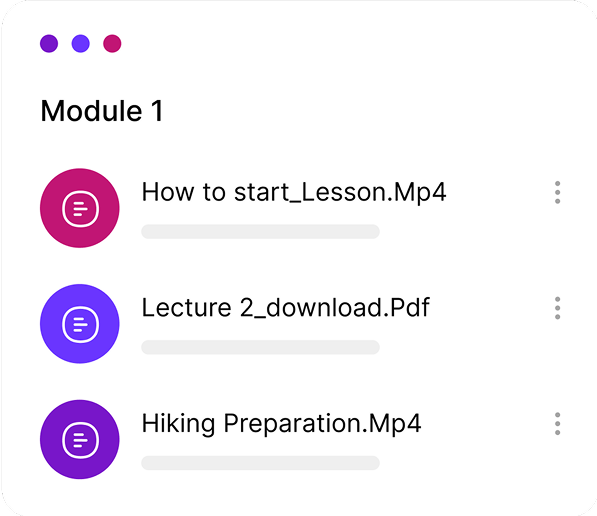 Module 1
How to start_Lesson.Mp4
Lecture 2_download.Pdf
Hiking Preparation.Mp4